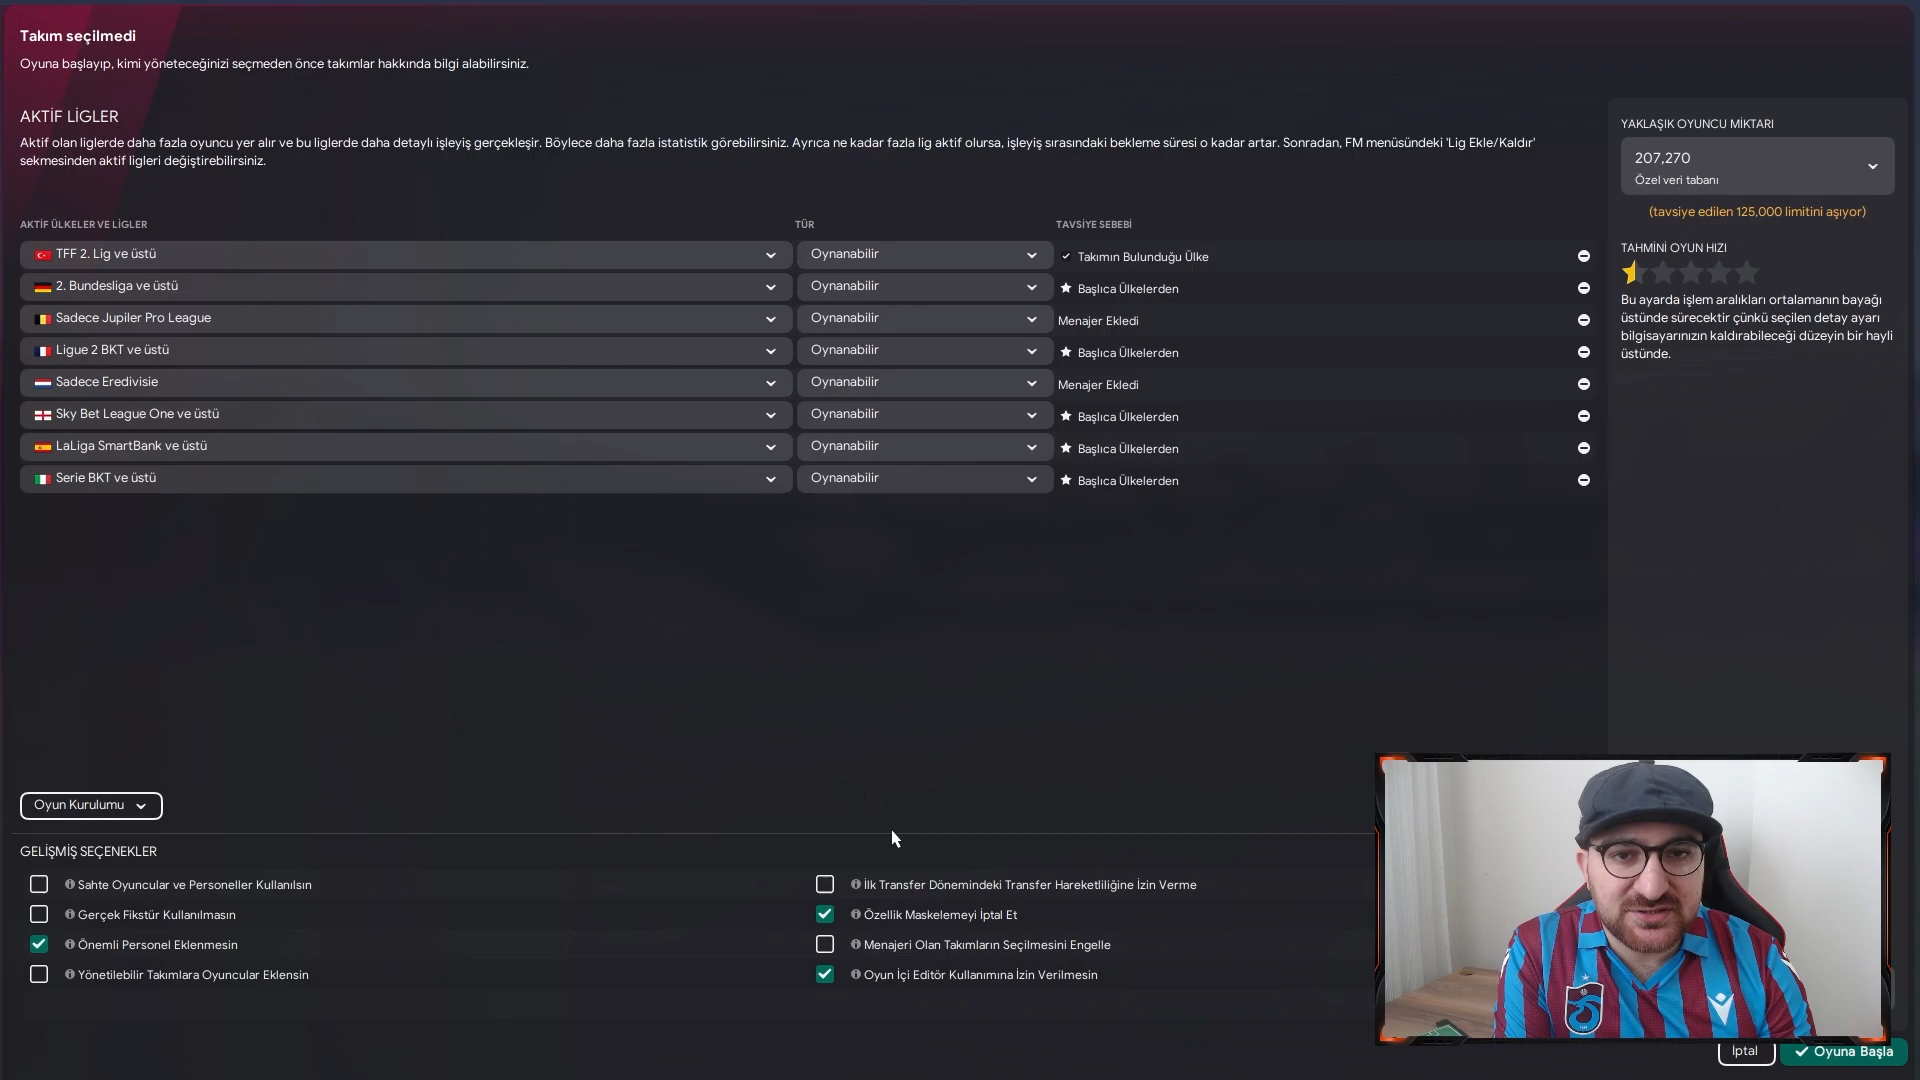 Takım seçilmedi
Oyuna başlayıp, kimi yöneteceğinizi seçmeden önce takımlar hakkında bilgi alabilirsiniz.
AKTİF LİGLER
Aktif olan liglerde daha fazla oyuncu yer alır ve bu liglerde daha detaylı işleyiş gerçekleşir. Böylece daha fazla istatistik görebilirsiniz. Ayrıca ne kadar fazla lig aktif olursa, işleyiş sırasındaki bekleme süresi o kadar artar. Sonradan, FM menüsündeki 'Lig Ekle/Kaldır'
sekmesinden aktif ligleri değiştirebilirsiniz.
AKTİF ÜLKELER VE LİGLER TÜR TAVSİYE SEBEBİ
TFF 2. Lig ve üstü Oynanabilir Takımın Bulunduğu Ülke
2. Bundesliga ve üstü Oynanabilir Başlıca Ülkelerden
Sadece Jupiler Pro League Oynanabilir Menajer Ekledi
Ligue 2 BKT ve üstü Oynanabilir Başlıca Ülkelerden
Sadece Eredivisie Oynanabilir Menajer Ekledi
Sky Bet League One ve üstü Oynanabilir Başlıca Ülkelerden
LaLiga SmartBank ve üstü Oynanabilir Başlıca Ülkelerden
Serie BKT ve üstü Oynanabilir Başlıca Ülkelerden
YAKLAŞIK OYUNCU MİKTARI
207,270
Özel veri tabanı
(tavsiye edilen 125,000 limitini aşıyor)
TAHMİNİ OYUN HIZI
Bu ayarda işlem aralıkları ortalamanın bayağı
üstünde sürecektir çünkü seçilen detay ayarı
bilgisayarınızın kaldırabileceği düzeyin bir hayli
üstünde.
Oyun Kurulumu
GELİŞMİŞ SEÇENEKLER
Sahte Oyuncular ve Personeller Kullanılsın
Gerçek Fikstür Kullanılmasın
Önemli Personel Eklenmesin
Yönetilebilir Takımlara Oyuncular Eklensin
İlk Transfer Dönemindeki Transfer Hareketliliğine İzin Verme
Özellik Maskelemeyi İptal Et
Menajeri Olan Takımların Seçilmesini Engelle
Oyun İçi Editör Kullanımına İzin Verilmesin
İptal
Oyuna Başla